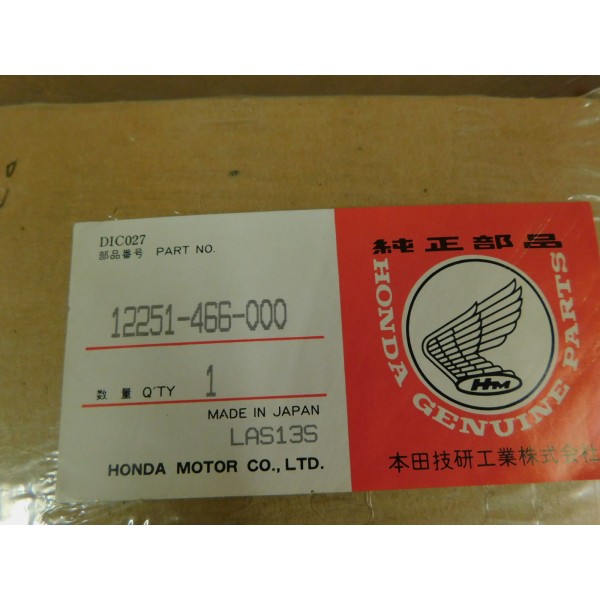 DIC027
部品番号 PART NO.
12251-466-000
数量 Q'TY 1
MADE IN JAPAN
LAS13S
HONDA MOTOR CO., LTD.
純正部品
HONDA GENUINE PARTS
HM
本田技研工業株式会社